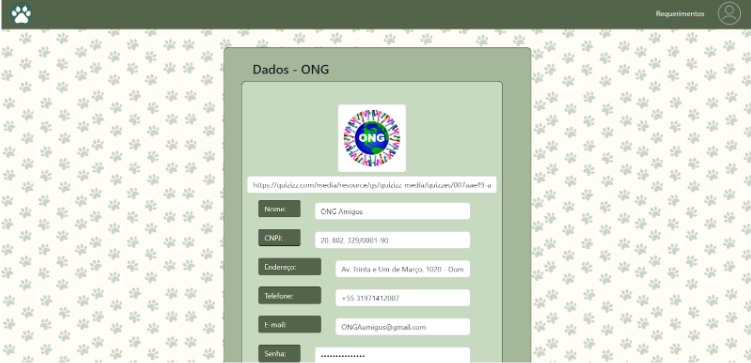 Requerimentos
Dados - ONG
ONG
https://quizizz.com/media/resource/gs/quizizz-media/quizzes/007aae49-a
Nome: ONG Amigos
CNPJ: 20. 802. 329/0001-90
Endereço: Av. Trinta e Um de Março, 1020 - Dom
Telefone: +55 31971412007
E-mail: ONGAumigos@gmail.com
Senha: •••••••••••••••